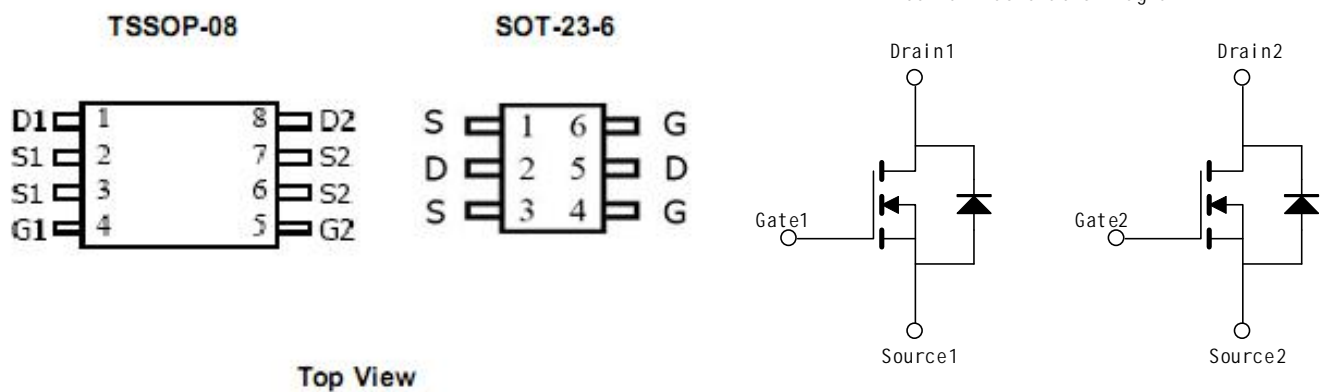 TSSOP-08
SOT-23-6
D1 1 8 D2
S1 2 7 S2
S1 3 6 S2
G1 4 5 G2
S 1 6 G
D 2 5 D
S 3 4 G
Top View
Drain1
Drain2
Gate1
Gate2
Source1
Source2